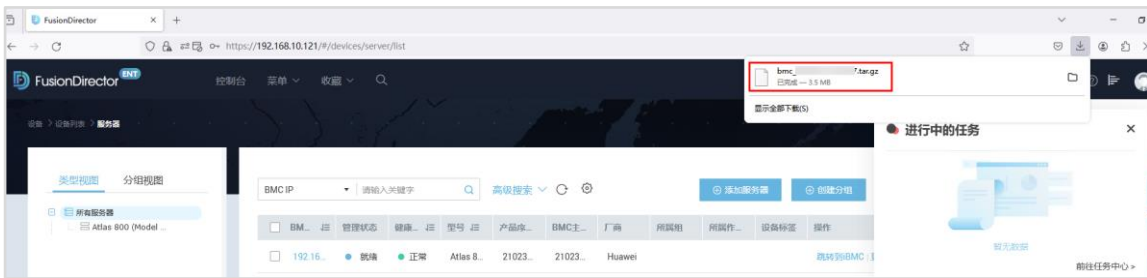 FusionDirector
https://192.168.10.121/#/devices/server/list
FusionDirector ENT
控制台 菜单 收藏
bmc_ 7.tar.gz
已完成 — 3.5 MB
显示全部下载(S)
设备 > 设备列表 > 服务器
进行中的任务
类型视图 分组视图
BMC IP 请输入关键字 高级搜索 添加服务器 创建分组
所有服务器
Atlas 800 (Model ...
BM... 管理状态 健康... 型号 产品序... BMC主... 厂商 所属组 所属作... 设备标签 操作
192.16... 就绪 正常 Atlas 8... 21023... 21023... Huawei 跳转到iBMC
暂无数据
前往任务中心 »